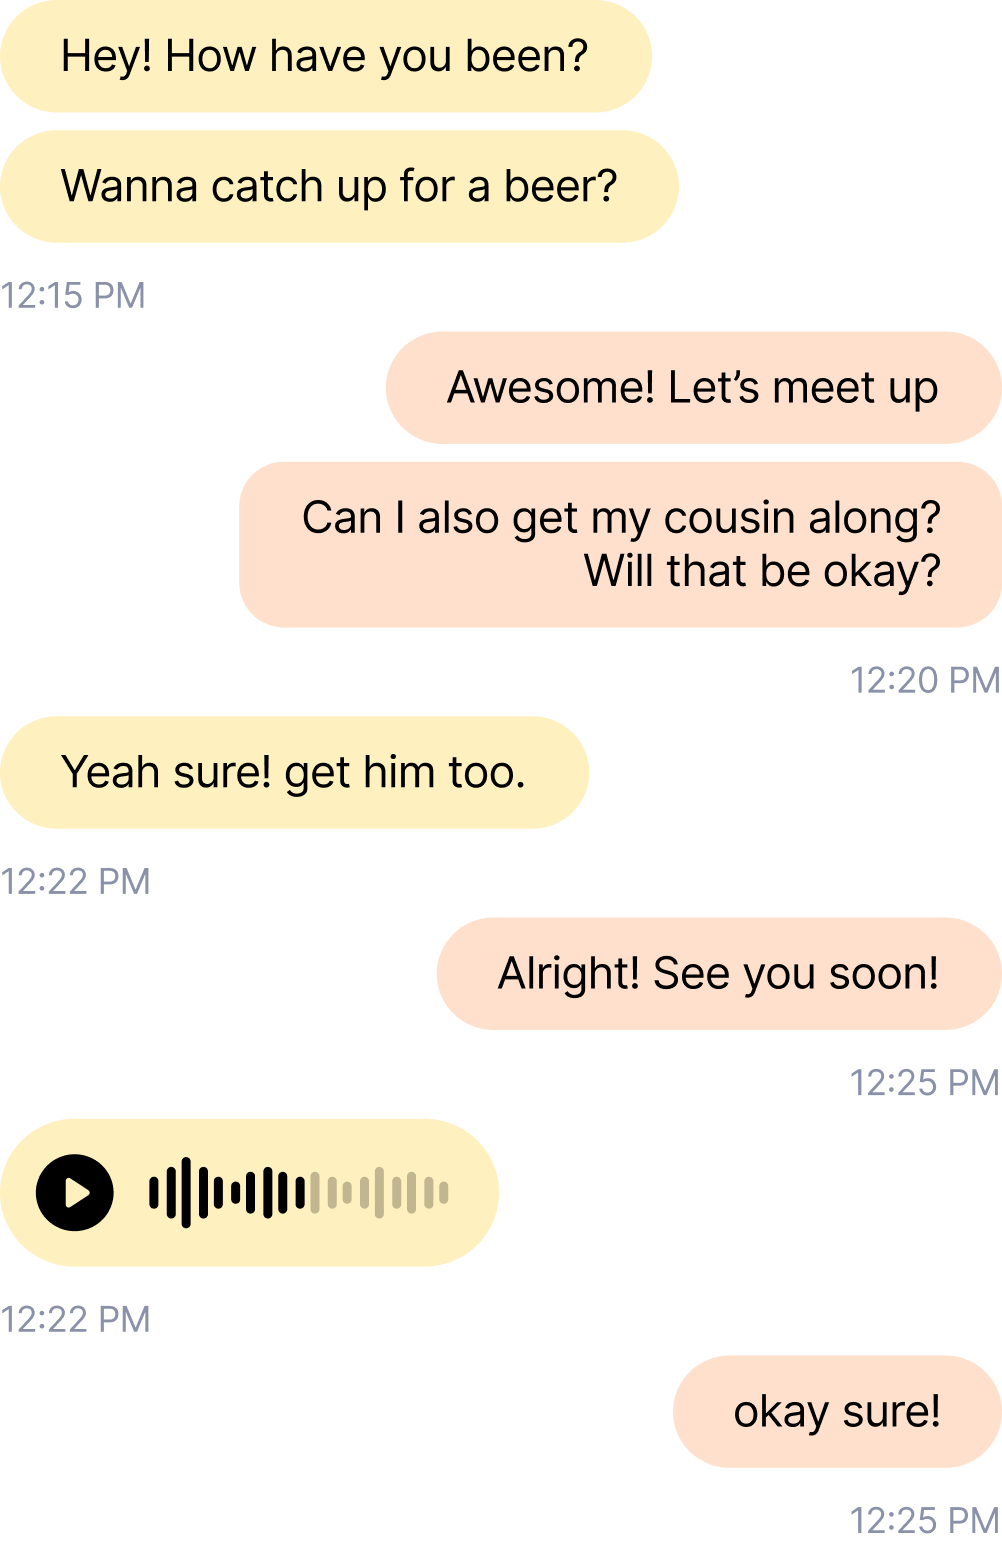 Hey! How have you been?
Wanna catch up for a beer?
12:15 PM
Awesome! Let’s meet up
Can I also get my cousin along?
Will that be okay?
12:20 PM
Yeah sure! get him too.
12:22 PM
Alright! See you soon!
12:25 PM
12:22 PM
okay sure!
12:25 PM